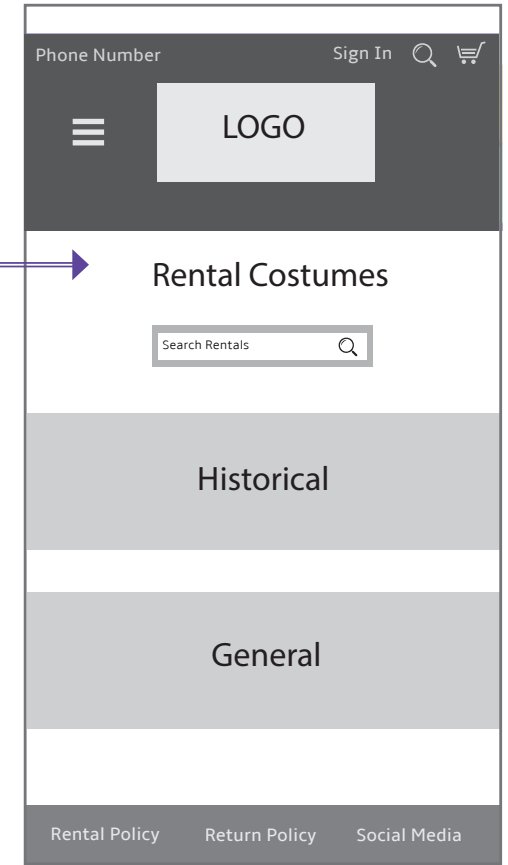 Phone Number Sign In
LOGO
Rental Costumes
Search Rentals
Historical
General
Rental Policy Return Policy Social Media